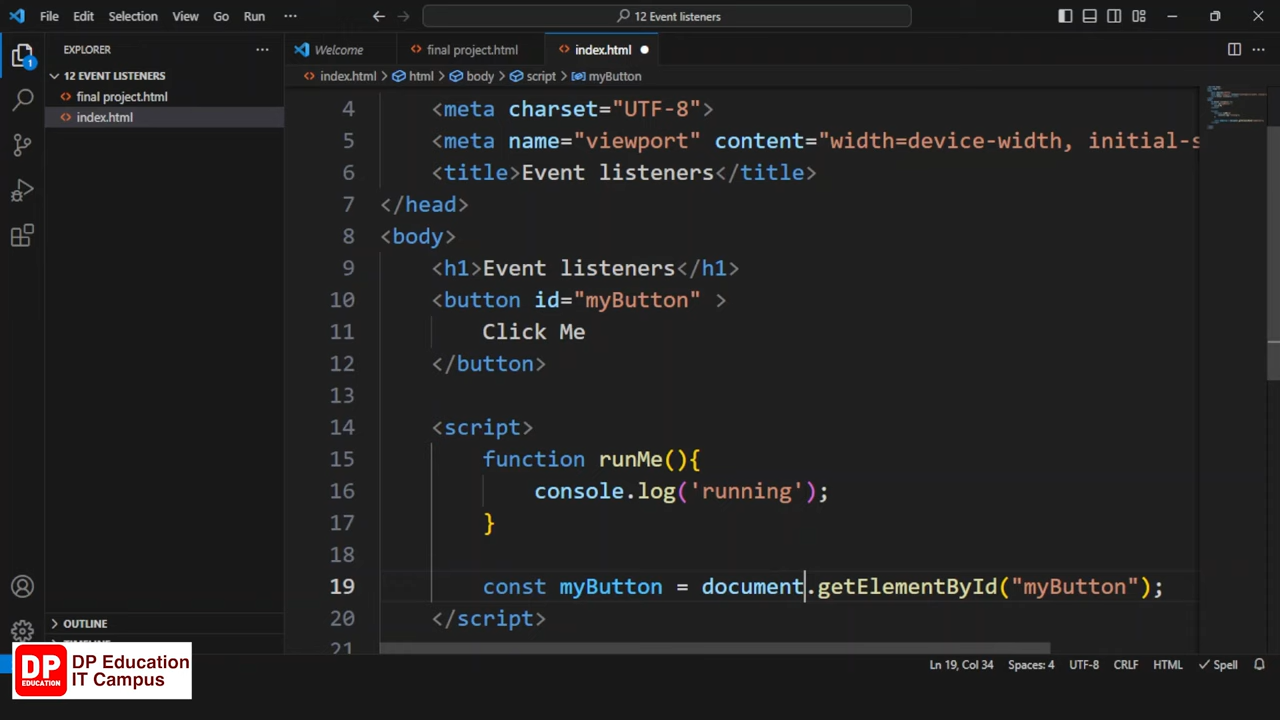 File Edit Selection View Go Run ··· 12 Event listeners
EXPLORER ···
12 EVENT LISTENERS
final project.html
index.html
Welcome final project.html index.html
index.html > html > body > script > myButton
4 <meta charset="UTF-8">
5 <meta name="viewport" content="width=device-width, initial-s
6 <title>Event listeners</title>
7 </head>
8 <body>
9 <h1>Event listeners</h1>
10 <button id="myButton" >
11 Click Me
12 </button>
13
14 <script>
15 function runMe(){
16 console.log('running');
17 }
18
19 const myButton = document.getElementById("myButton");
20 </script>
21
1
OUTLINE
DP EDUCATION
DP Education
IT Campus
Ln 19, Col 34 Spaces: 4 UTF-8 CRLF HTML Spell